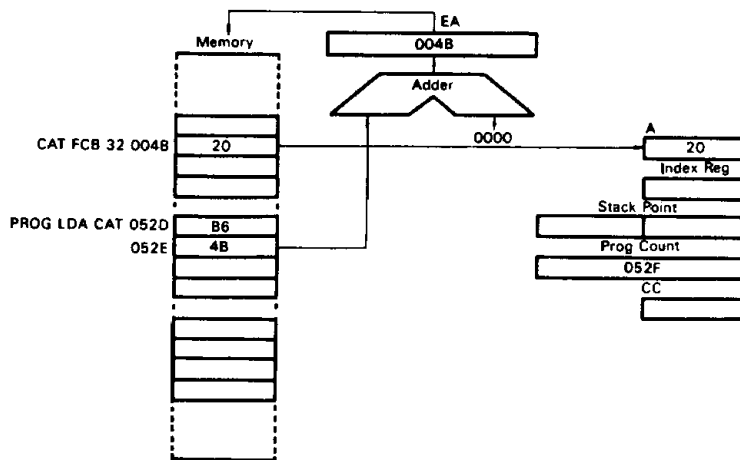 EA
Memory
004B
Adder
CAT FCB 32 004B
20
0000
A
20
Index Reg
Stack Point
PROG LDA CAT 052D
B6
052E
4B
Prog Count
052F
CC